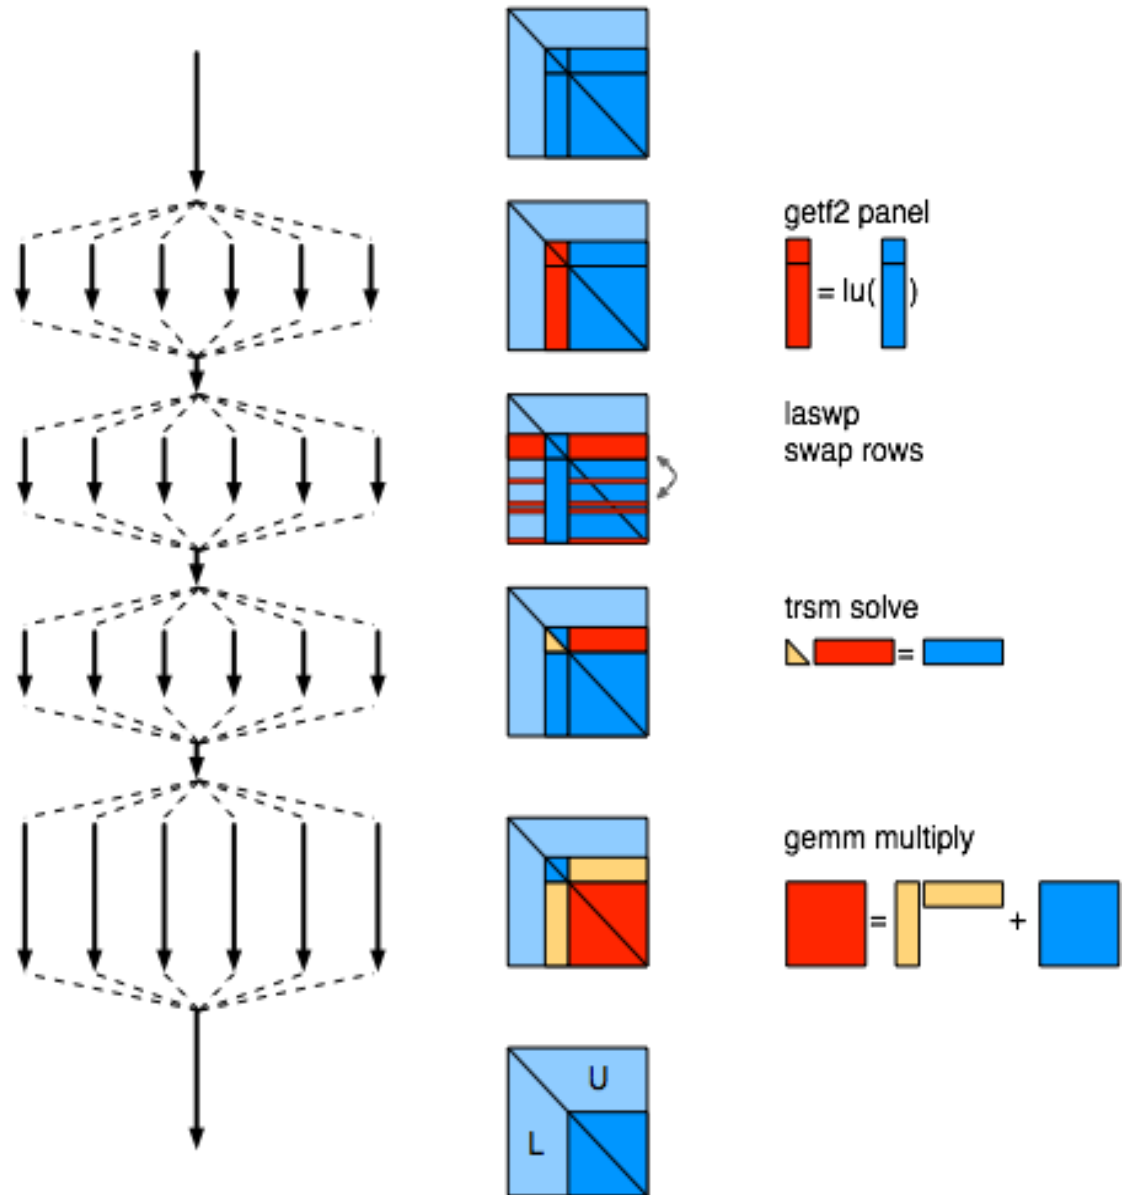 getf2 panel
= lu( )
laswp
swap rows
trsm solve
=
gemm multiply
= +
U
L